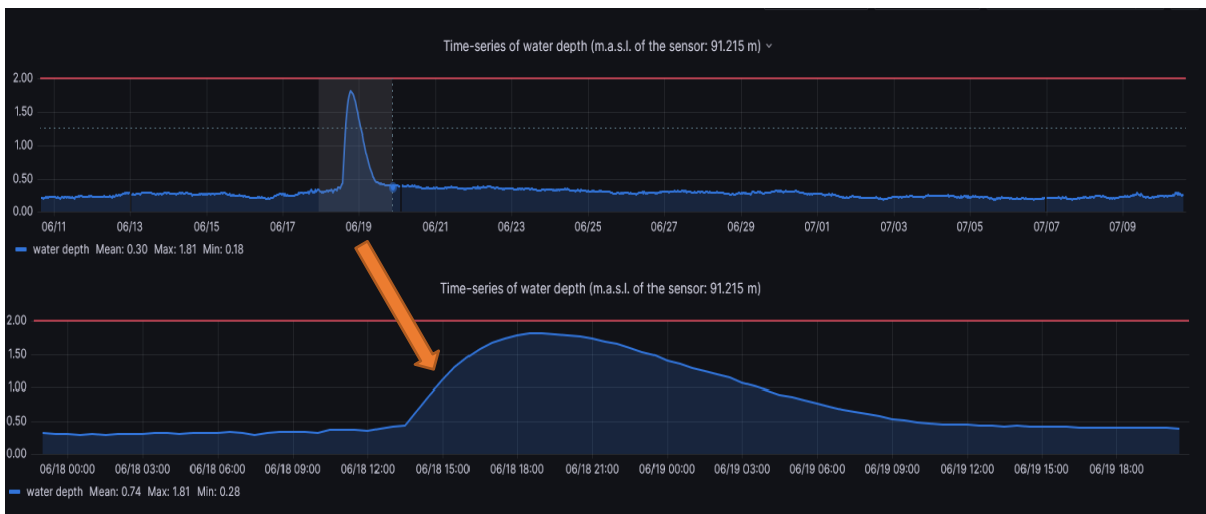 Time-series of water depth (m.a.s.l. of the sensor: 91.215 m)
2.00
1.50
1.00
0.50
0.00
06/11 06/13 06/15 06/17 06/19 06/21 06/23 06/25 06/27 06/29 07/01 07/03 07/05 07/07 07/09
water depth Mean: 0.30 Max: 1.81 Min: 0.18
Time-series of water depth (m.a.s.l. of the sensor: 91.215 m)
2.00
1.50
1.00
0.50
0.00
06/18 00:00 06/18 03:00 06/18 06:00 06/18 09:00 06/18 12:00 06/18 15:00 06/18 18:00 06/18 21:00 06/19 00:00 06/19 03:00 06/19 06:00 06/19 09:00 06/19 12:00 06/19 15:00 06/19 18:00
water depth Mean: 0.74 Max: 1.81 Min: 0.28